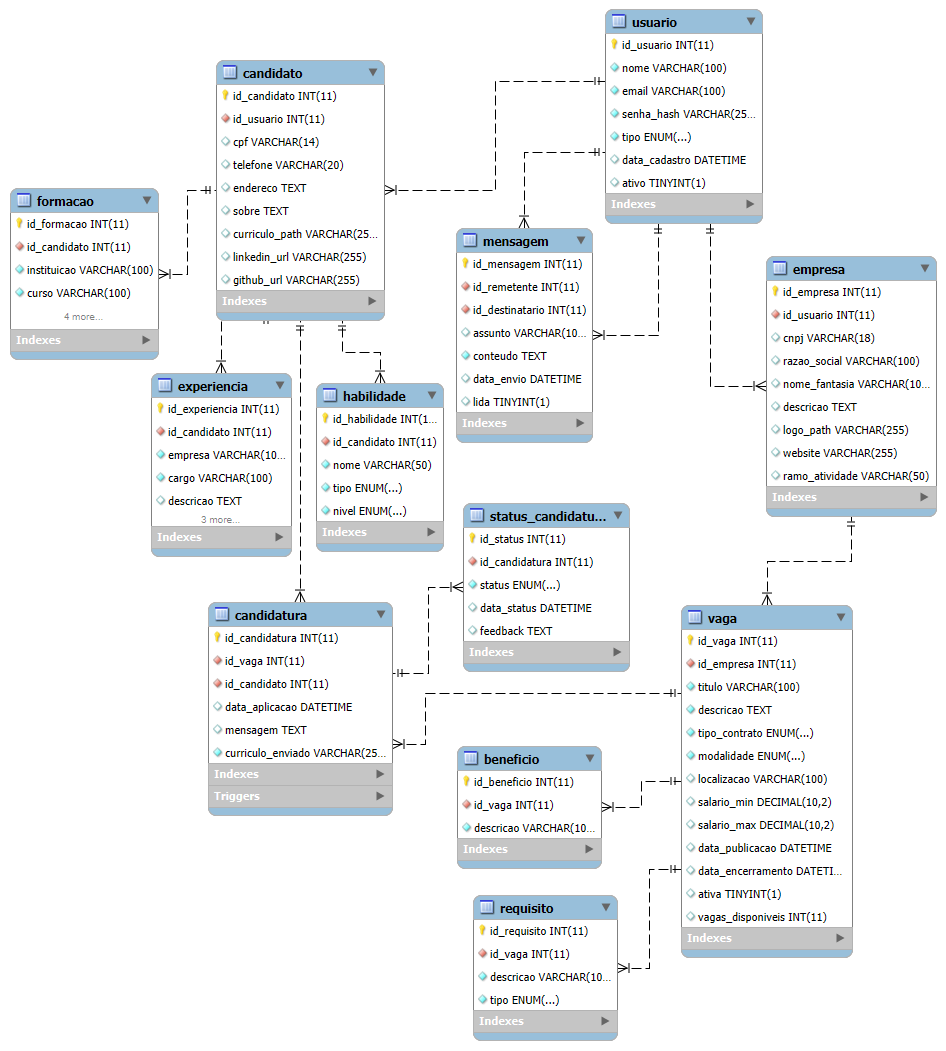 usuario
id_usuario INT(11)
nome VARCHAR(100)
email VARCHAR(100)
senha_hash VARCHAR(25...
tipo ENUM(...)
data_cadastro DATETIME
ativo TINYINT(1)
Indexes
candidato
id_candidato INT(11)
id_usuario INT(11)
cpf VARCHAR(14)
telefone VARCHAR(20)
endereco TEXT
sobre TEXT
curriculo_path VARCHAR(25...
linkedin_url VARCHAR(255)
github_url VARCHAR(255)
Indexes
formacao
id_formacao INT(11)
id_candidato INT(11)
instituicao VARCHAR(100)
curso VARCHAR(100)
4 more...
Indexes
mensagem
id_mensagem INT(11)
id_remetente INT(11)
id_destinatario INT(11)
assunto VARCHAR(10...
conteudo TEXT
data_envio DATETIME
lida TINYINT(1)
Indexes
empresa
id_empresa INT(11)
id_usuario INT(11)
cnpj VARCHAR(18)
razao_social VARCHAR(100)
nome_fantasia VARCHAR(10...
descricao TEXT
logo_path VARCHAR(255)
website VARCHAR(255)
ramo_atividade VARCHAR(50)
Indexes
experiencia
id_experiencia INT(11)
id_candidato INT(11)
empresa VARCHAR(10...
cargo VARCHAR(100)
descricao TEXT
3 more...
Indexes
habilidade
id_habilidade INT(1...
id_candidato INT(11)
nome VARCHAR(50)
tipo ENUM(...)
nivel ENUM(...)
Indexes
status_candidatu...
id_status INT(11)
id_candidatura INT(11)
status ENUM(...)
data_status DATETIME
feedback TEXT
Indexes
candidatura
id_candidatura INT(11)
id_vaga INT(11)
id_candidato INT(11)
data_aplicacao DATETIME
mensagem TEXT
curriculo_enviado VARCHAR(25...
Indexes
Triggers
vaga
id_vaga INT(11)
id_empresa INT(11)
titulo VARCHAR(100)
descricao TEXT
tipo_contrato ENUM(...)
modalidade ENUM(...)
localizacao VARCHAR(100)
salario_min DECIMAL(10,2)
salario_max DECIMAL(10,2)
data_publicacao DATETIME
data_encerramento DATETI...
ativa TINYINT(1)
vagas_disponiveis INT(11)
Indexes
beneficio
id_beneficio INT(11)
id_vaga INT(11)
descricao VARCHAR(10...
Indexes
requisito
id_requisito INT(11)
id_vaga INT(11)
descricao VARCHAR(10...
tipo ENUM(...)
Indexes